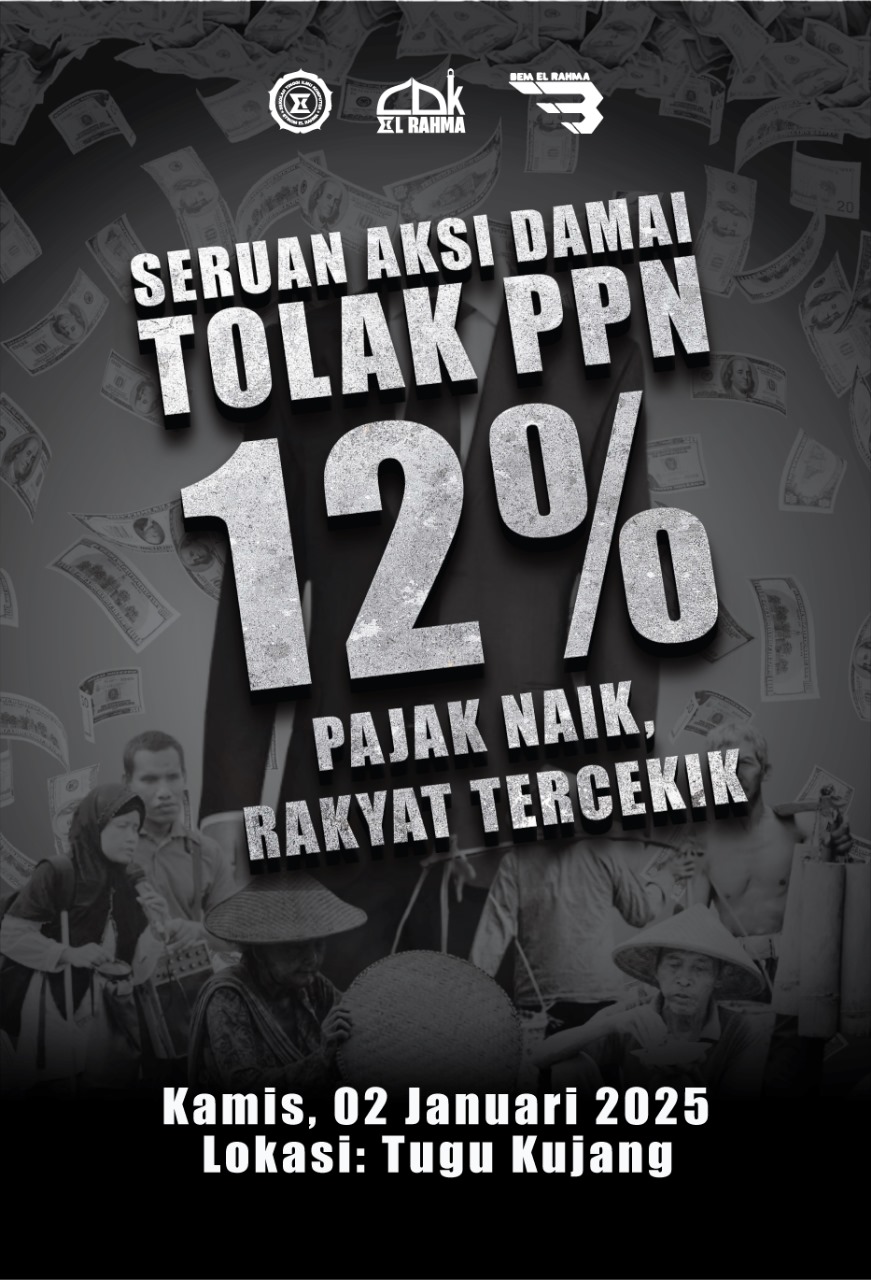 EL RAHMA
BEM EL RAHMA
SERUAN AKSI DAMAI
TOLAK PPN
12%
PAJAK NAIK,
RAKYAT TERCEKIK
Kamis, 02 Januari 2025
Lokasi: Tugu Kujang